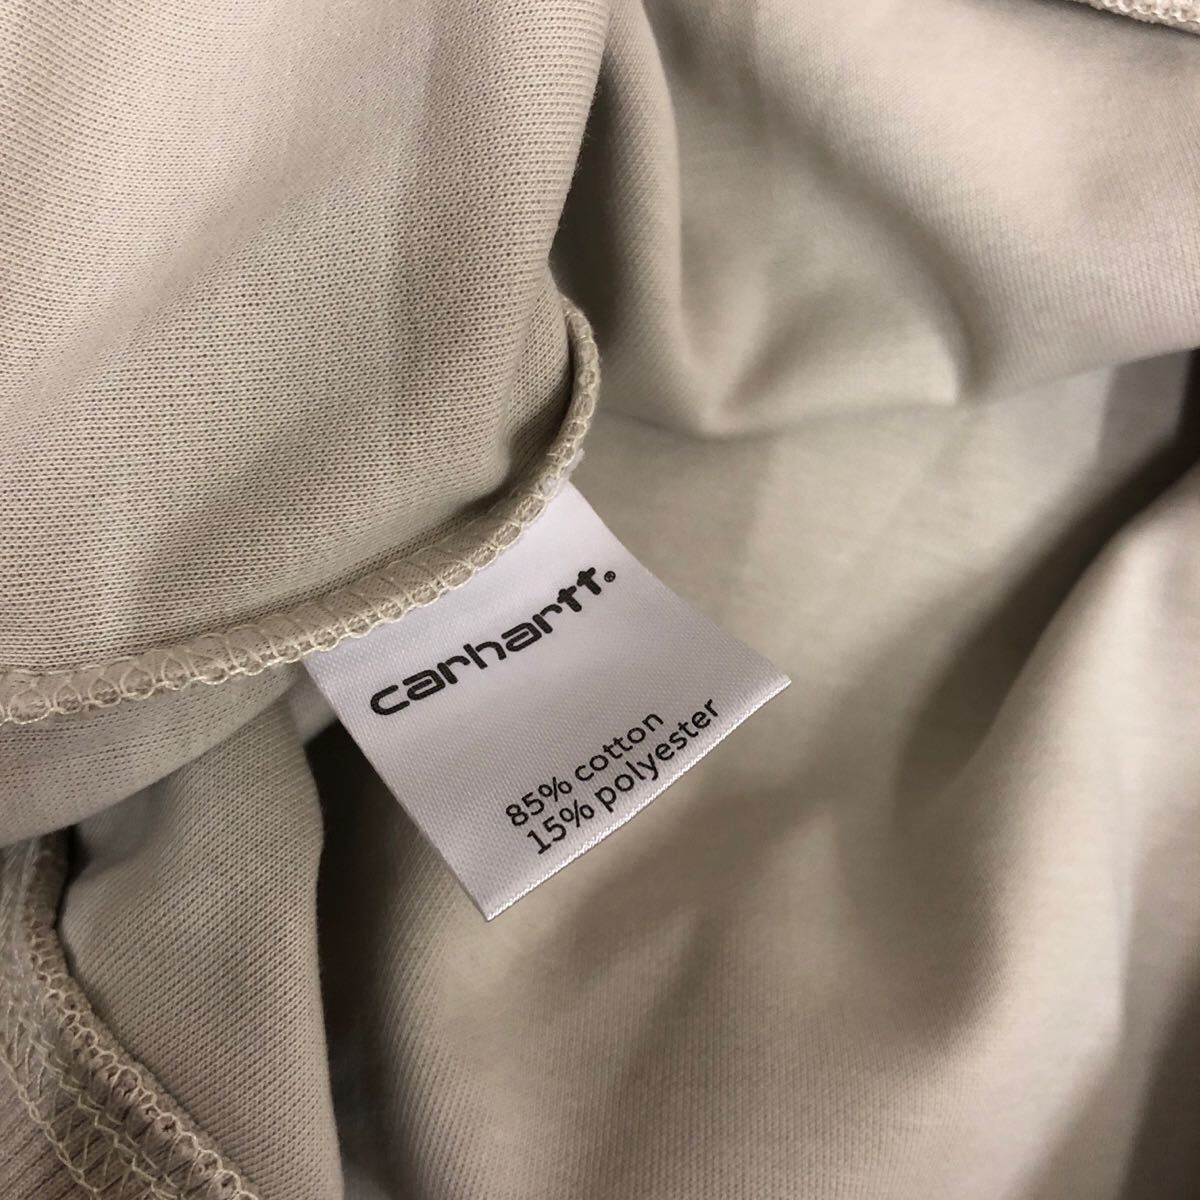 carhartt®
85% cotton
15% polyester